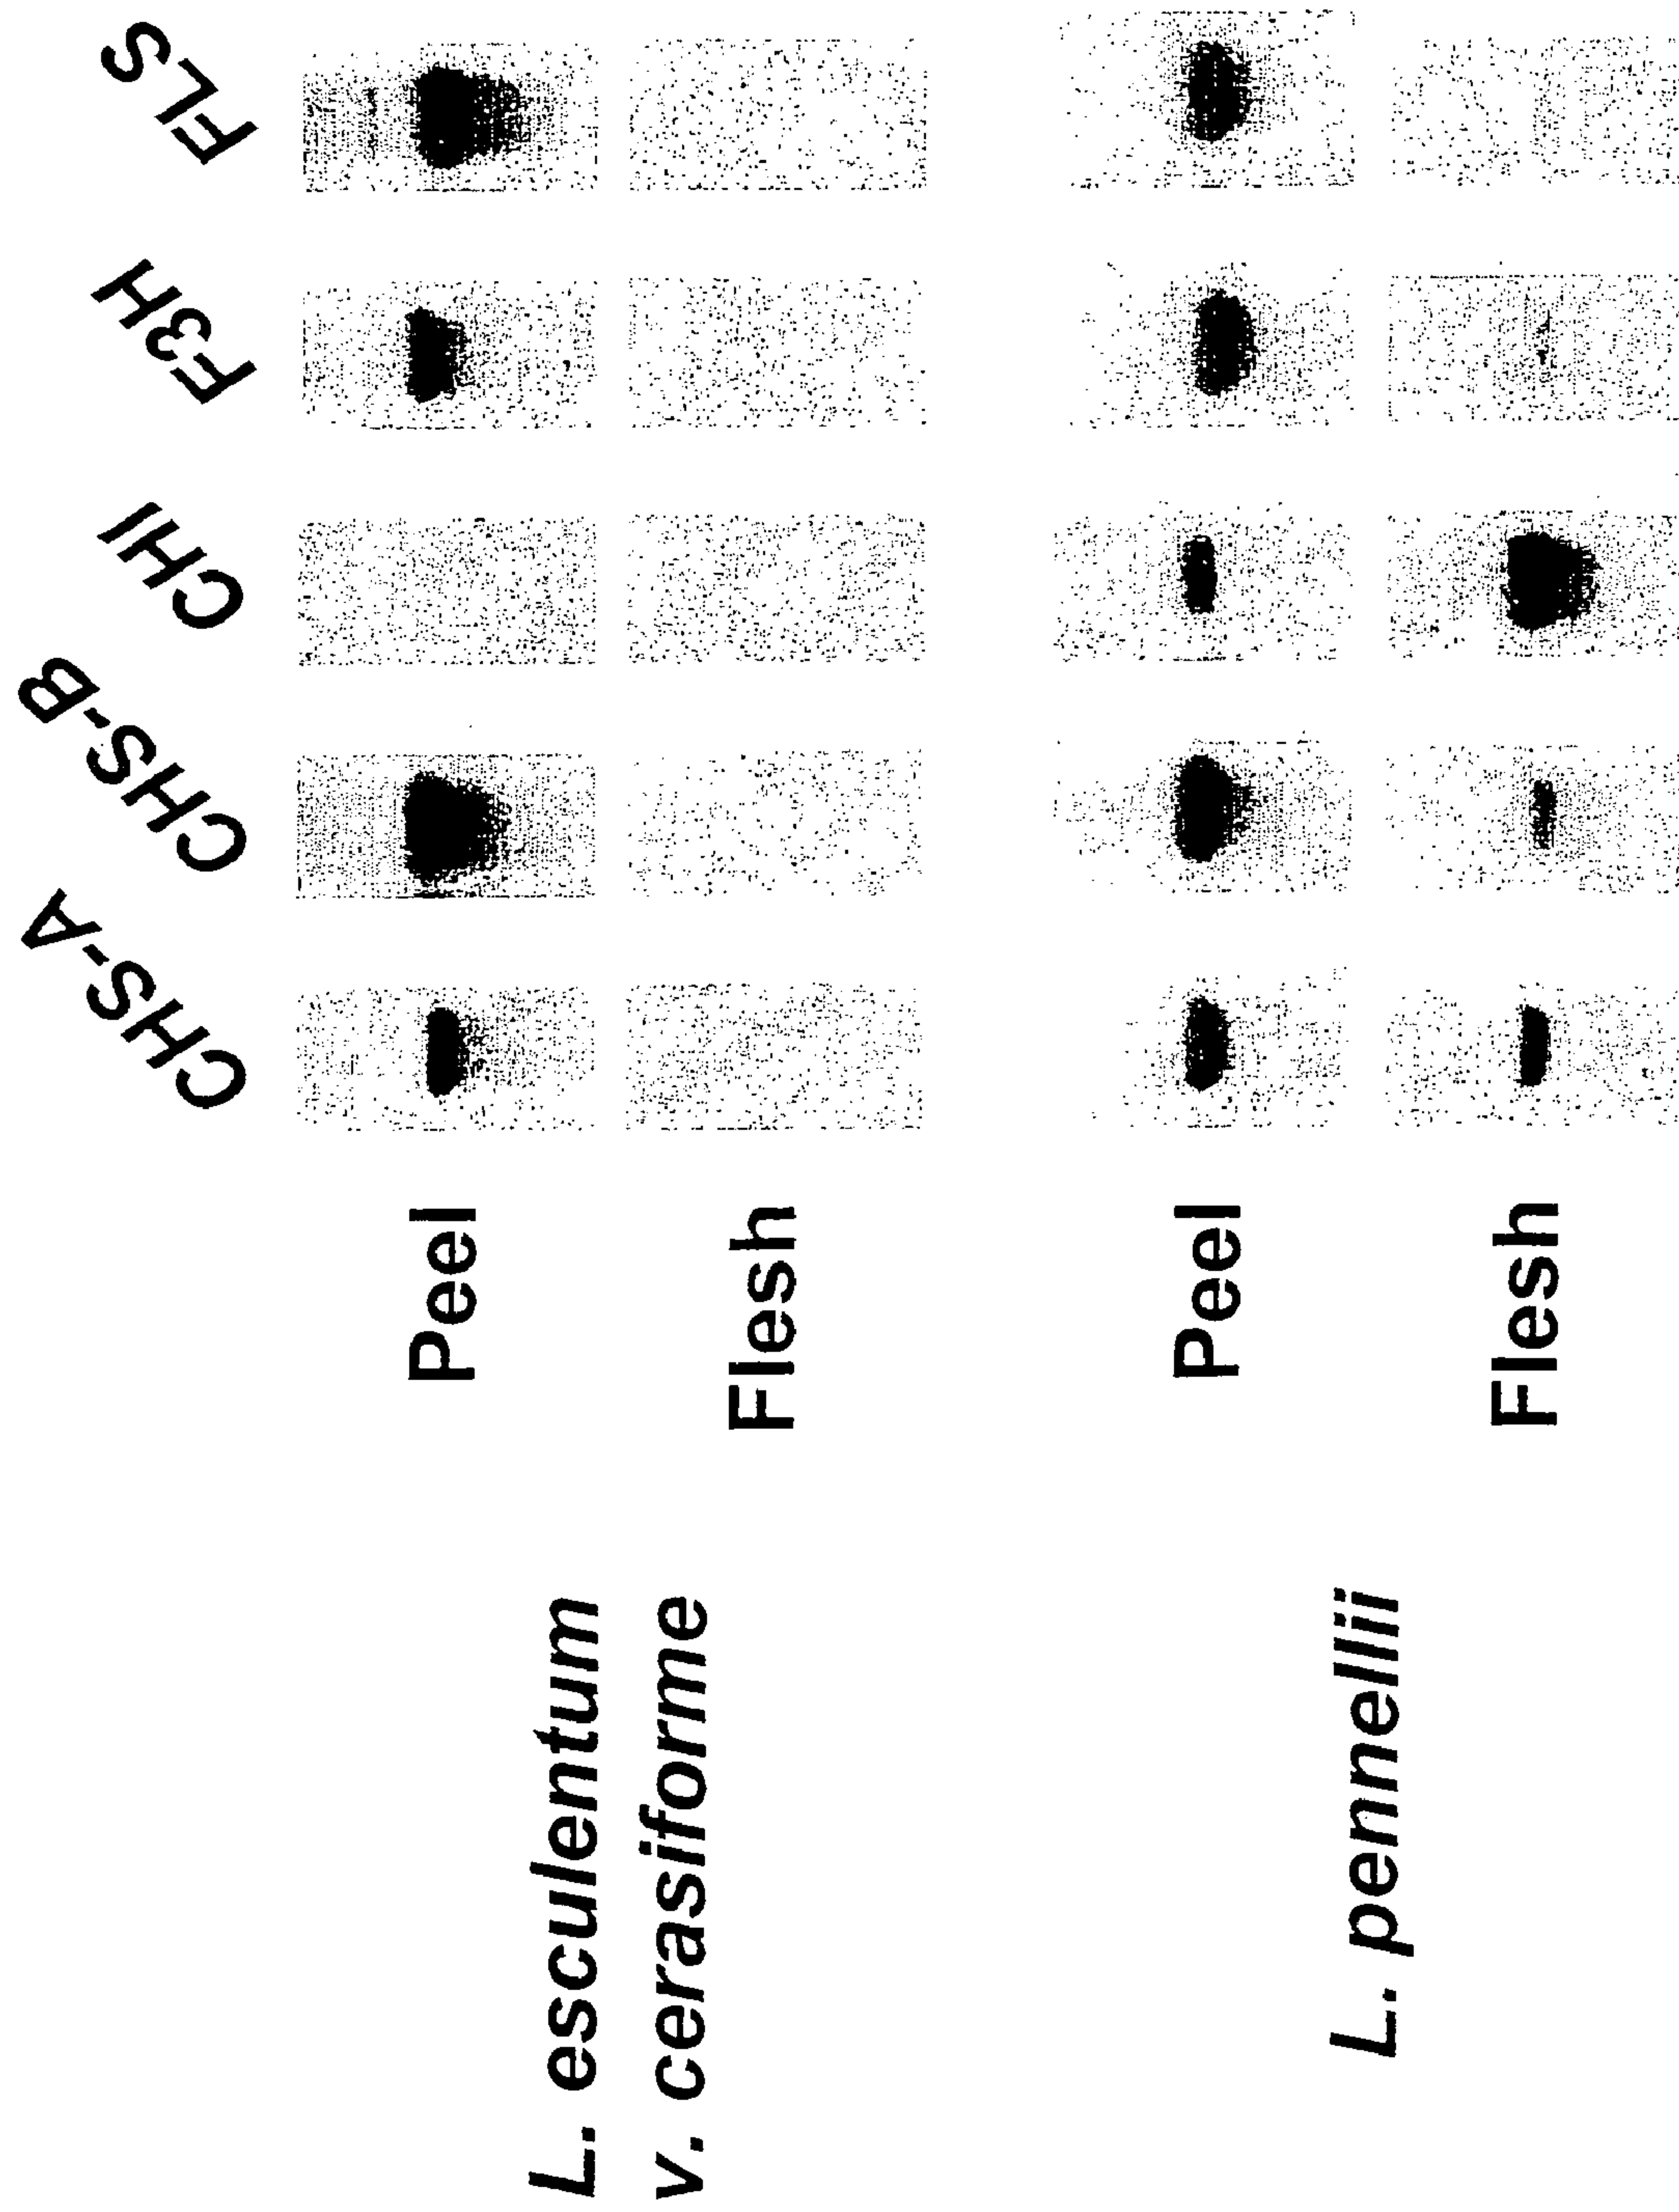 CHS-A
CHS-B
CHI
F3H
FLS
L. esculentum
v. cerasiforme
Peel
Flesh
L. pennellii
Peel
Flesh